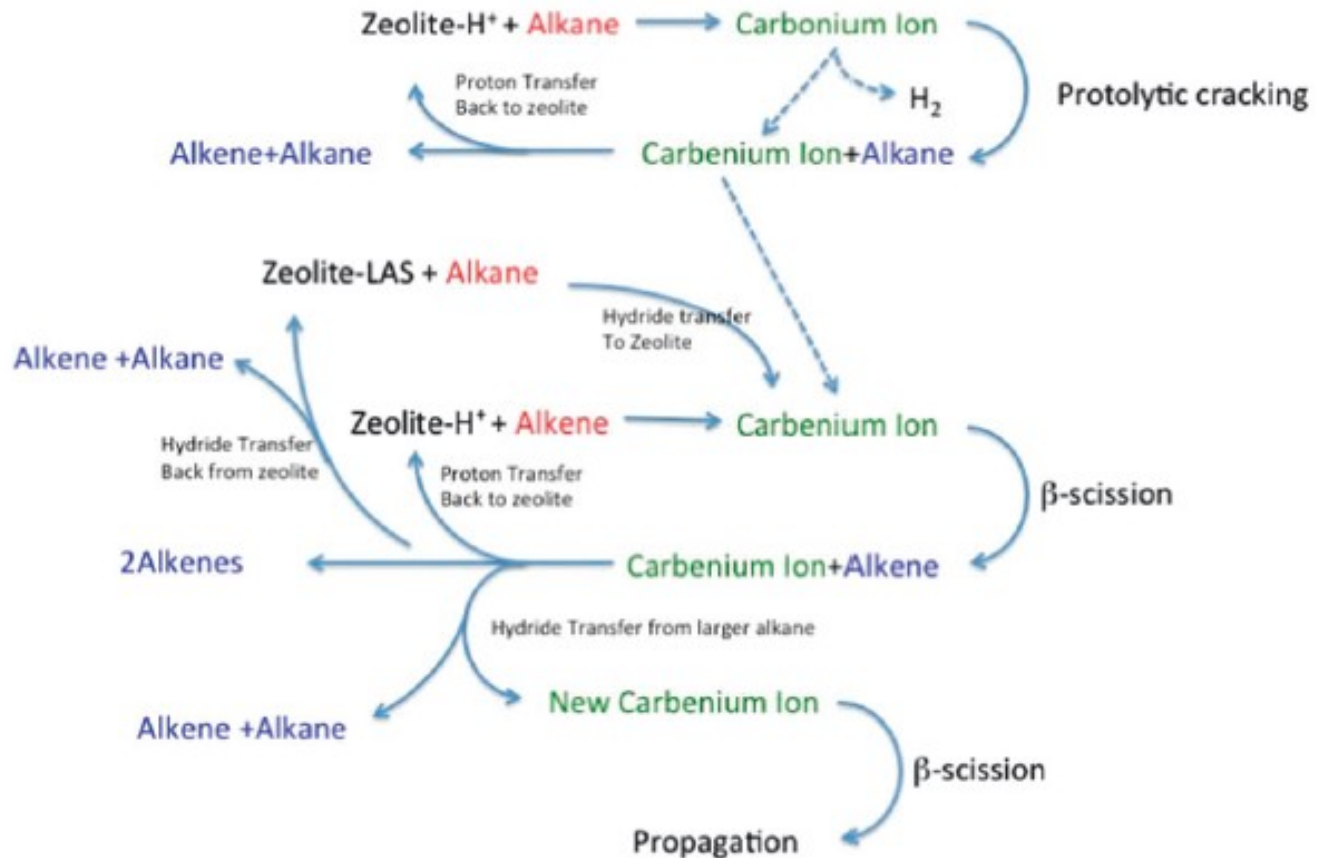 Zeolite-H⁺ + Alkane
Carbonium Ion
Proton Transfer
Back to zeolite
H₂
Protolytic cracking
Alkene+Alkane
Carbenium Ion+Alkane
Zeolite-LAS + Alkane
Hydride transfer
To Zeolite
Alkene +Alkane
Zeolite-H⁺ + Alkene
Carbenium Ion
Hydride Transfer
Back from zeolite
Proton Transfer
Back to zeolite
β-scission
2Alkenes
Carbenium Ion+Alkene
Hydride Transfer from larger alkane
New Carbenium Ion
Alkene +Alkane
β-scission
Propagation